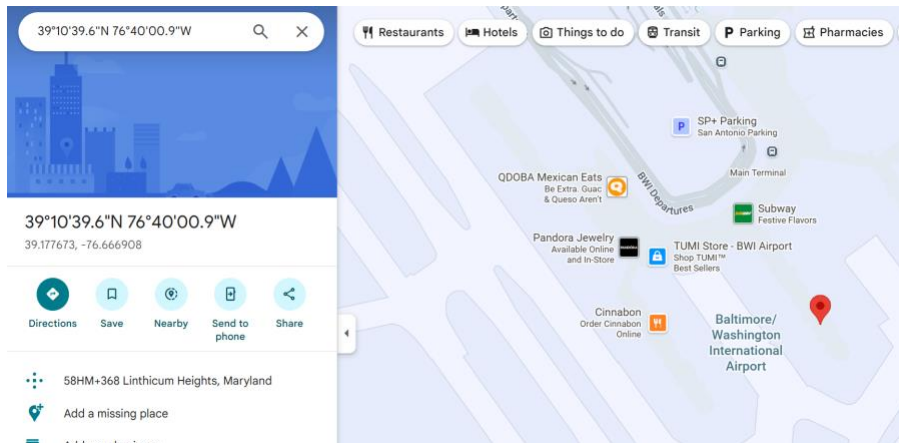 39°10'39.6"N 76°40'00.9"W
39°10'39.6"N 76°40'00.9"W
39.177673, -76.666908
Directions
Save
Nearby
Send to
phone
Share
58HM+368 Linthicum Heights, Maryland
Add a missing place
Restaurants
Hotels
Things to do
Transit
P Parking
Pharmacies
P
SP+ Parking
San Antonio Parking
Main Terminal
QDOBA Mexican Eats
Be Extra. Guac
& Queso Aren't
BWI Departures
Subway
Festive Flavors
Pandora Jewelry
Available Online
and In-Store
TUMI Store - BWI Airport
Shop TUMI™
Best Sellers
Cinnabon
Order Cinnabon
Online
Baltimore/
Washington
International
Airport